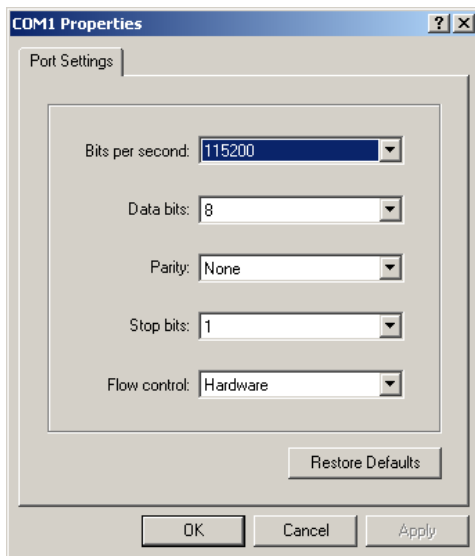 COM1 Properties
Port Settings
Bits per second: 115200
Data bits: 8
Parity: None
Stop bits: 1
Flow control: Hardware
Restore Defaults
OK Cancel Apply